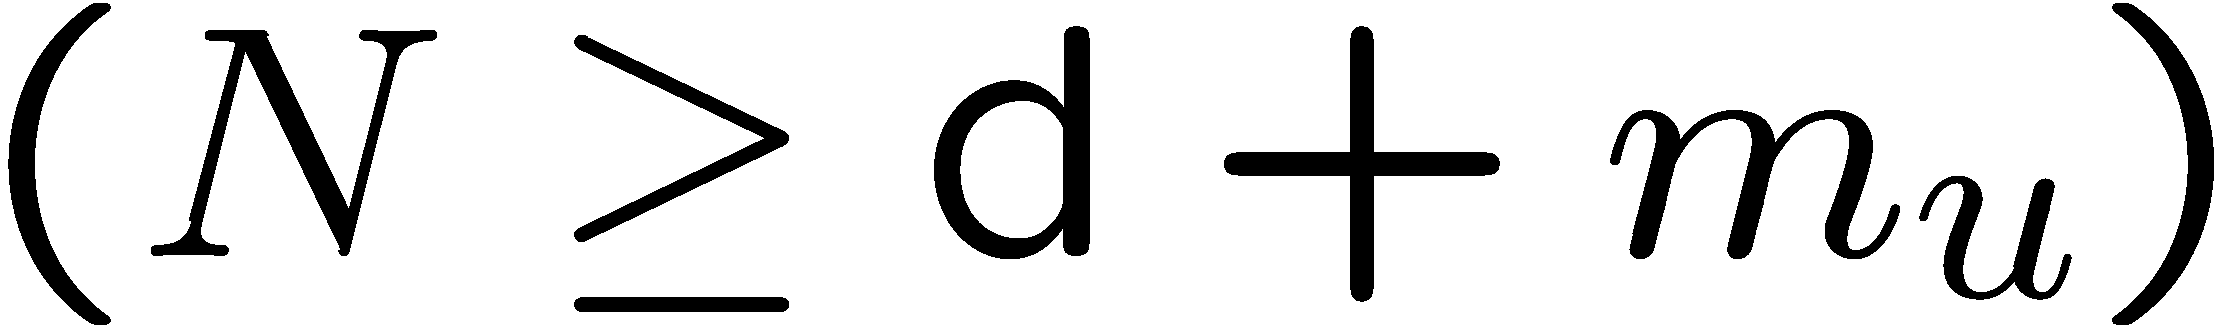 (N ≥ d + m_u)